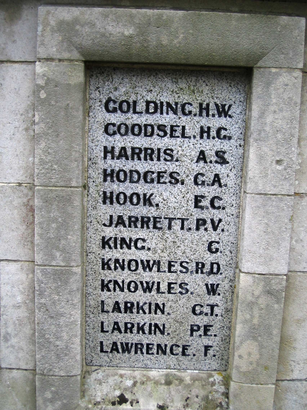 GOLDING. H.W.
GOODSEL. H.G.
HARRIS. A.S.
HODGES. G.A.
HOOK. E.C.
JARRETT. P.V.
KING. G.
KNOWLES. R.D.
KNOWLES. W.
LARKIN. C.T.
LARKIN. P.E.
LAWRENCE. F.